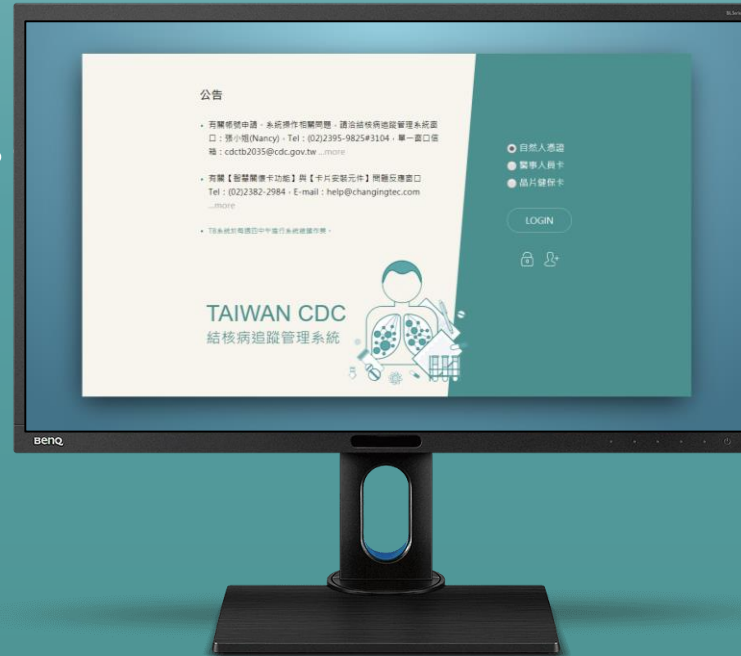 公告
• 有關帳號申請、系統操作相關問題，請洽結核病追蹤管理系統窗
口：張小姐(Nancy)，Tel：(02)2395-9825#3104，單一窗口信
箱：cdctb2035@cdc.gov.tw ...more
• 有關【智慧關懷卡功能】與【卡片安裝元件】問題反應窗口
Tel：(02)2382-2984，E-mail：help@changingtec.com
...more
自然人憑證
醫事人員卡
晶片健保卡
LOGIN
TAIWAN CDC
結核病追蹤管理系統
BenQ